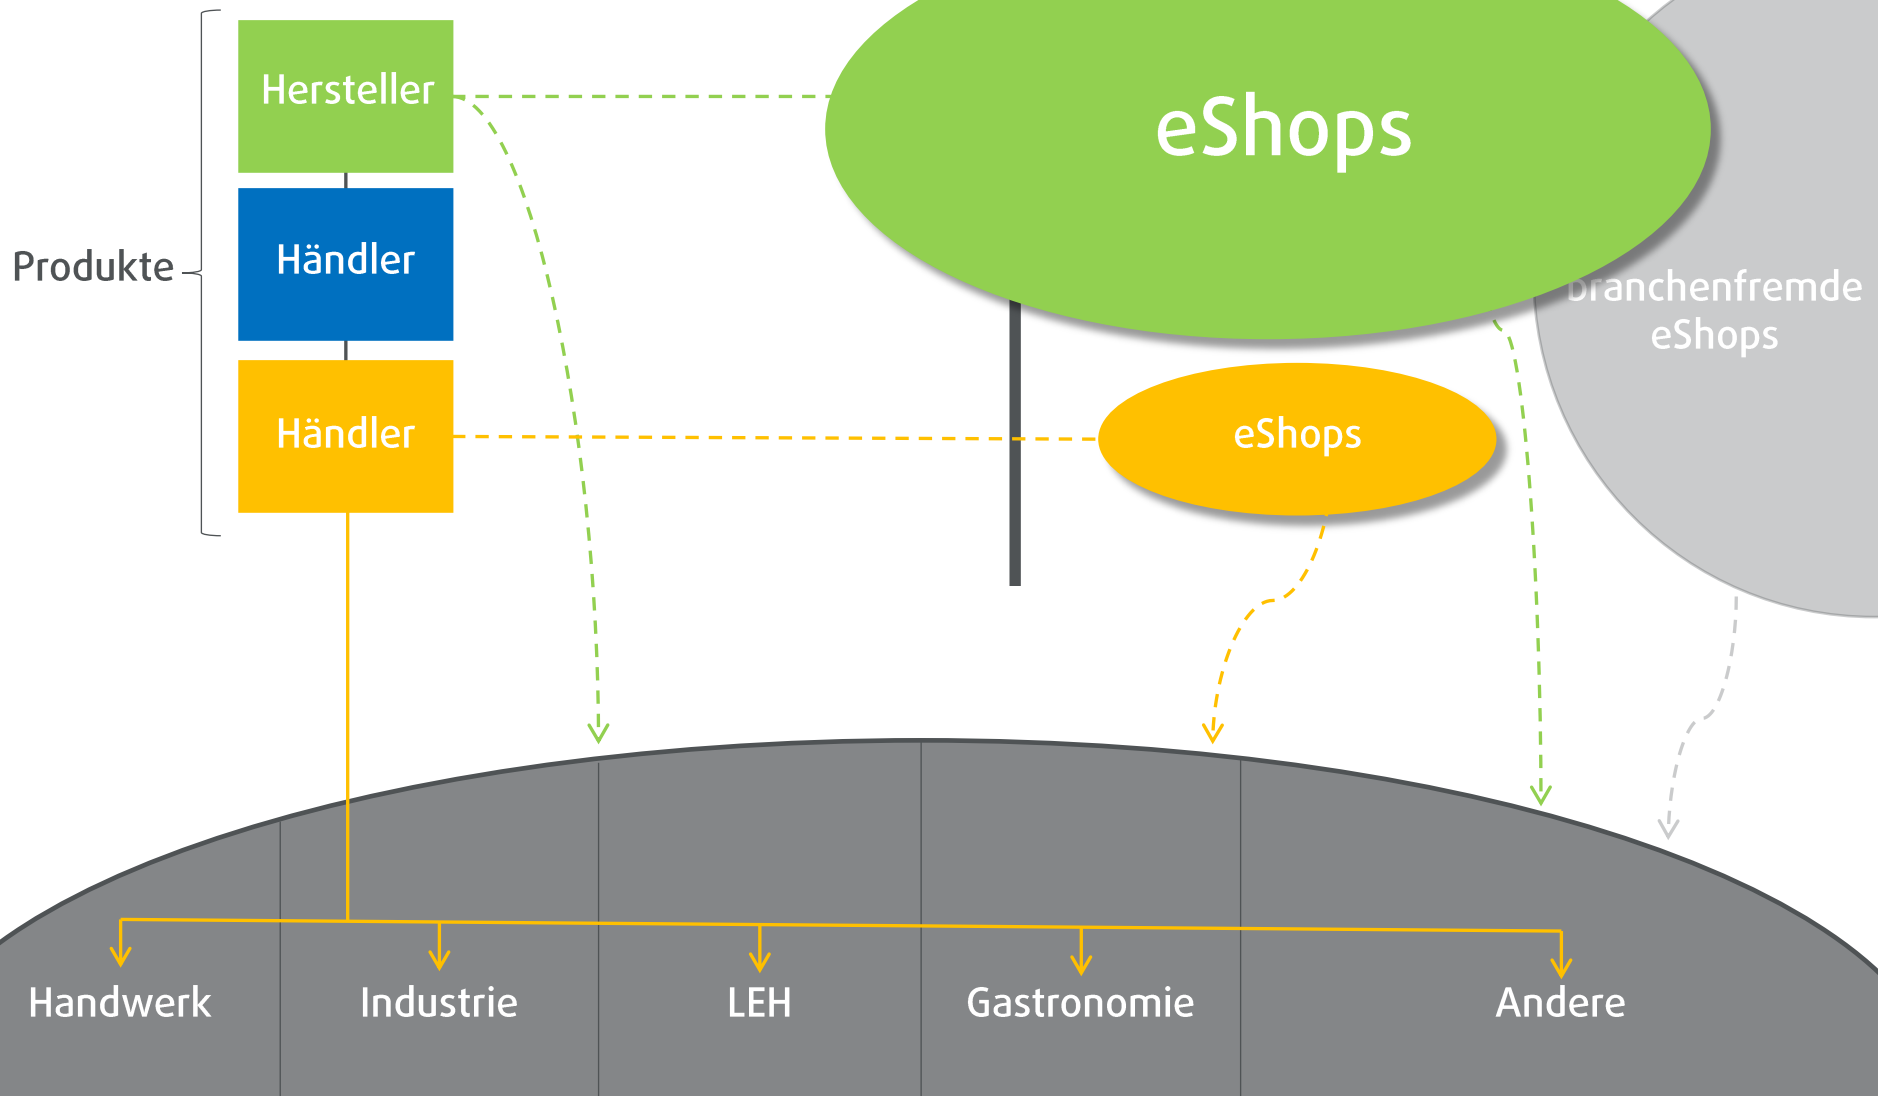 Hersteller
eShops
Händler
Produkte
branchenfremde
eShops
Händler
eShops
Handwerk
Industrie
LEH
Gastronomie
Andere